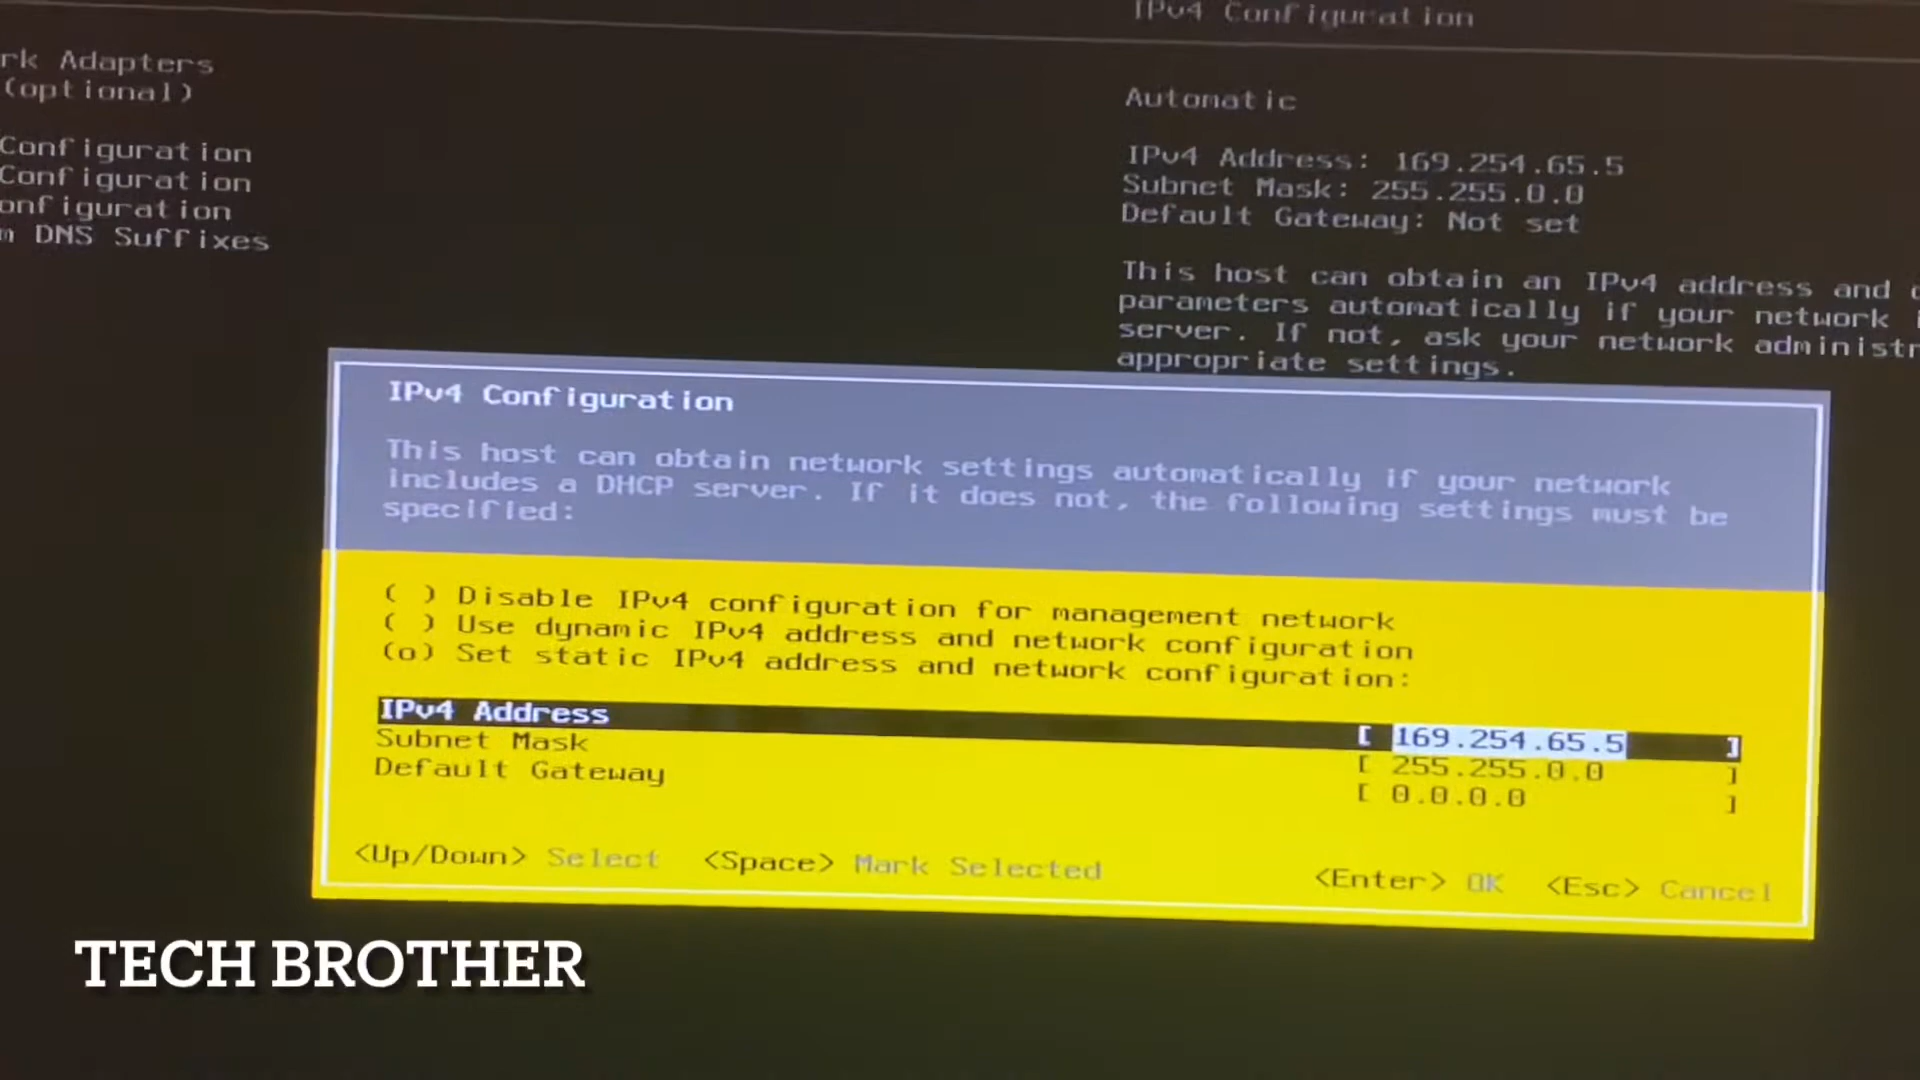 IPv4 Configuration
rk Adapters
(optional)
Configuration
Configuration
onfiguration
m DNS Suffixes
Automatic
IPv4 Address: 169.254.65.5
Subnet Mask: 255.255.0.0
Default Gateway: Not set
This host can obtain an IPv4 address and
parameters automatically if your network
server. If not, ask your network administr
appropriate settings.
IPv4 Configuration
This host can obtain network settings automatically if your network
includes a DHCP server. If it does not, the following settings must be
specified:
( ) Disable IPv4 configuration for management network
( ) Use dynamic IPv4 address and network configuration
(o) Set static IPv4 address and network configuration:
IPv4 Address [ 169.254.65.5 ]
Subnet Mask [ 255.255.0.0 ]
Default Gateway [ 0.0.0.0 ]
<Up/Down> Select <Space> Mark Selected <Enter> OK <Esc> Cancel
TECH BROTHER